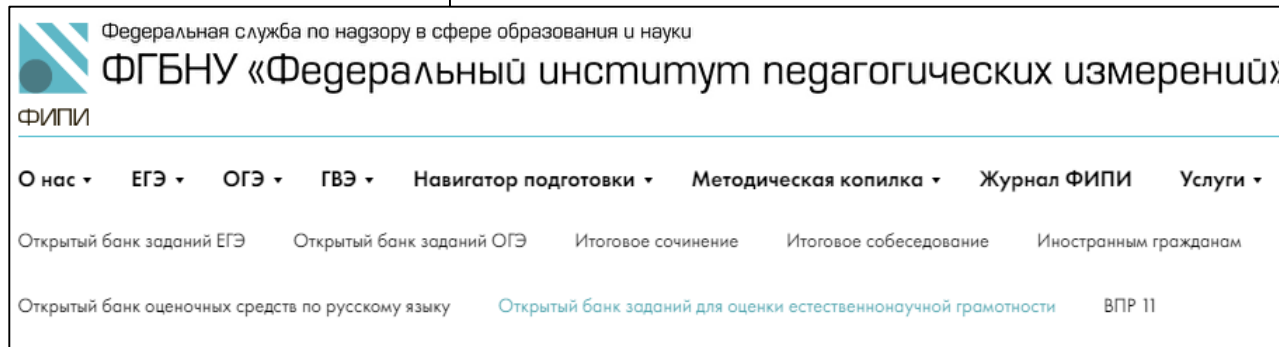 Федеральная служба по надзору в сфере образования и науки
ФГБНУ «Федеральный институт педагогических измерений»
ФИПИ
О нас ЕГЭ ОГЭ ГВЭ Навигатор подготовки Методическая копилка Журнал ФИПИ Услуги
Открытый банк заданий ЕГЭ Открытый банк заданий ОГЭ Итоговое сочинение Итоговое собеседование Иностранным гражданам
Открытый банк оценочных средств по русскому языку Открытый банк заданий для оценки естественнонаучной грамотности ВПР 11